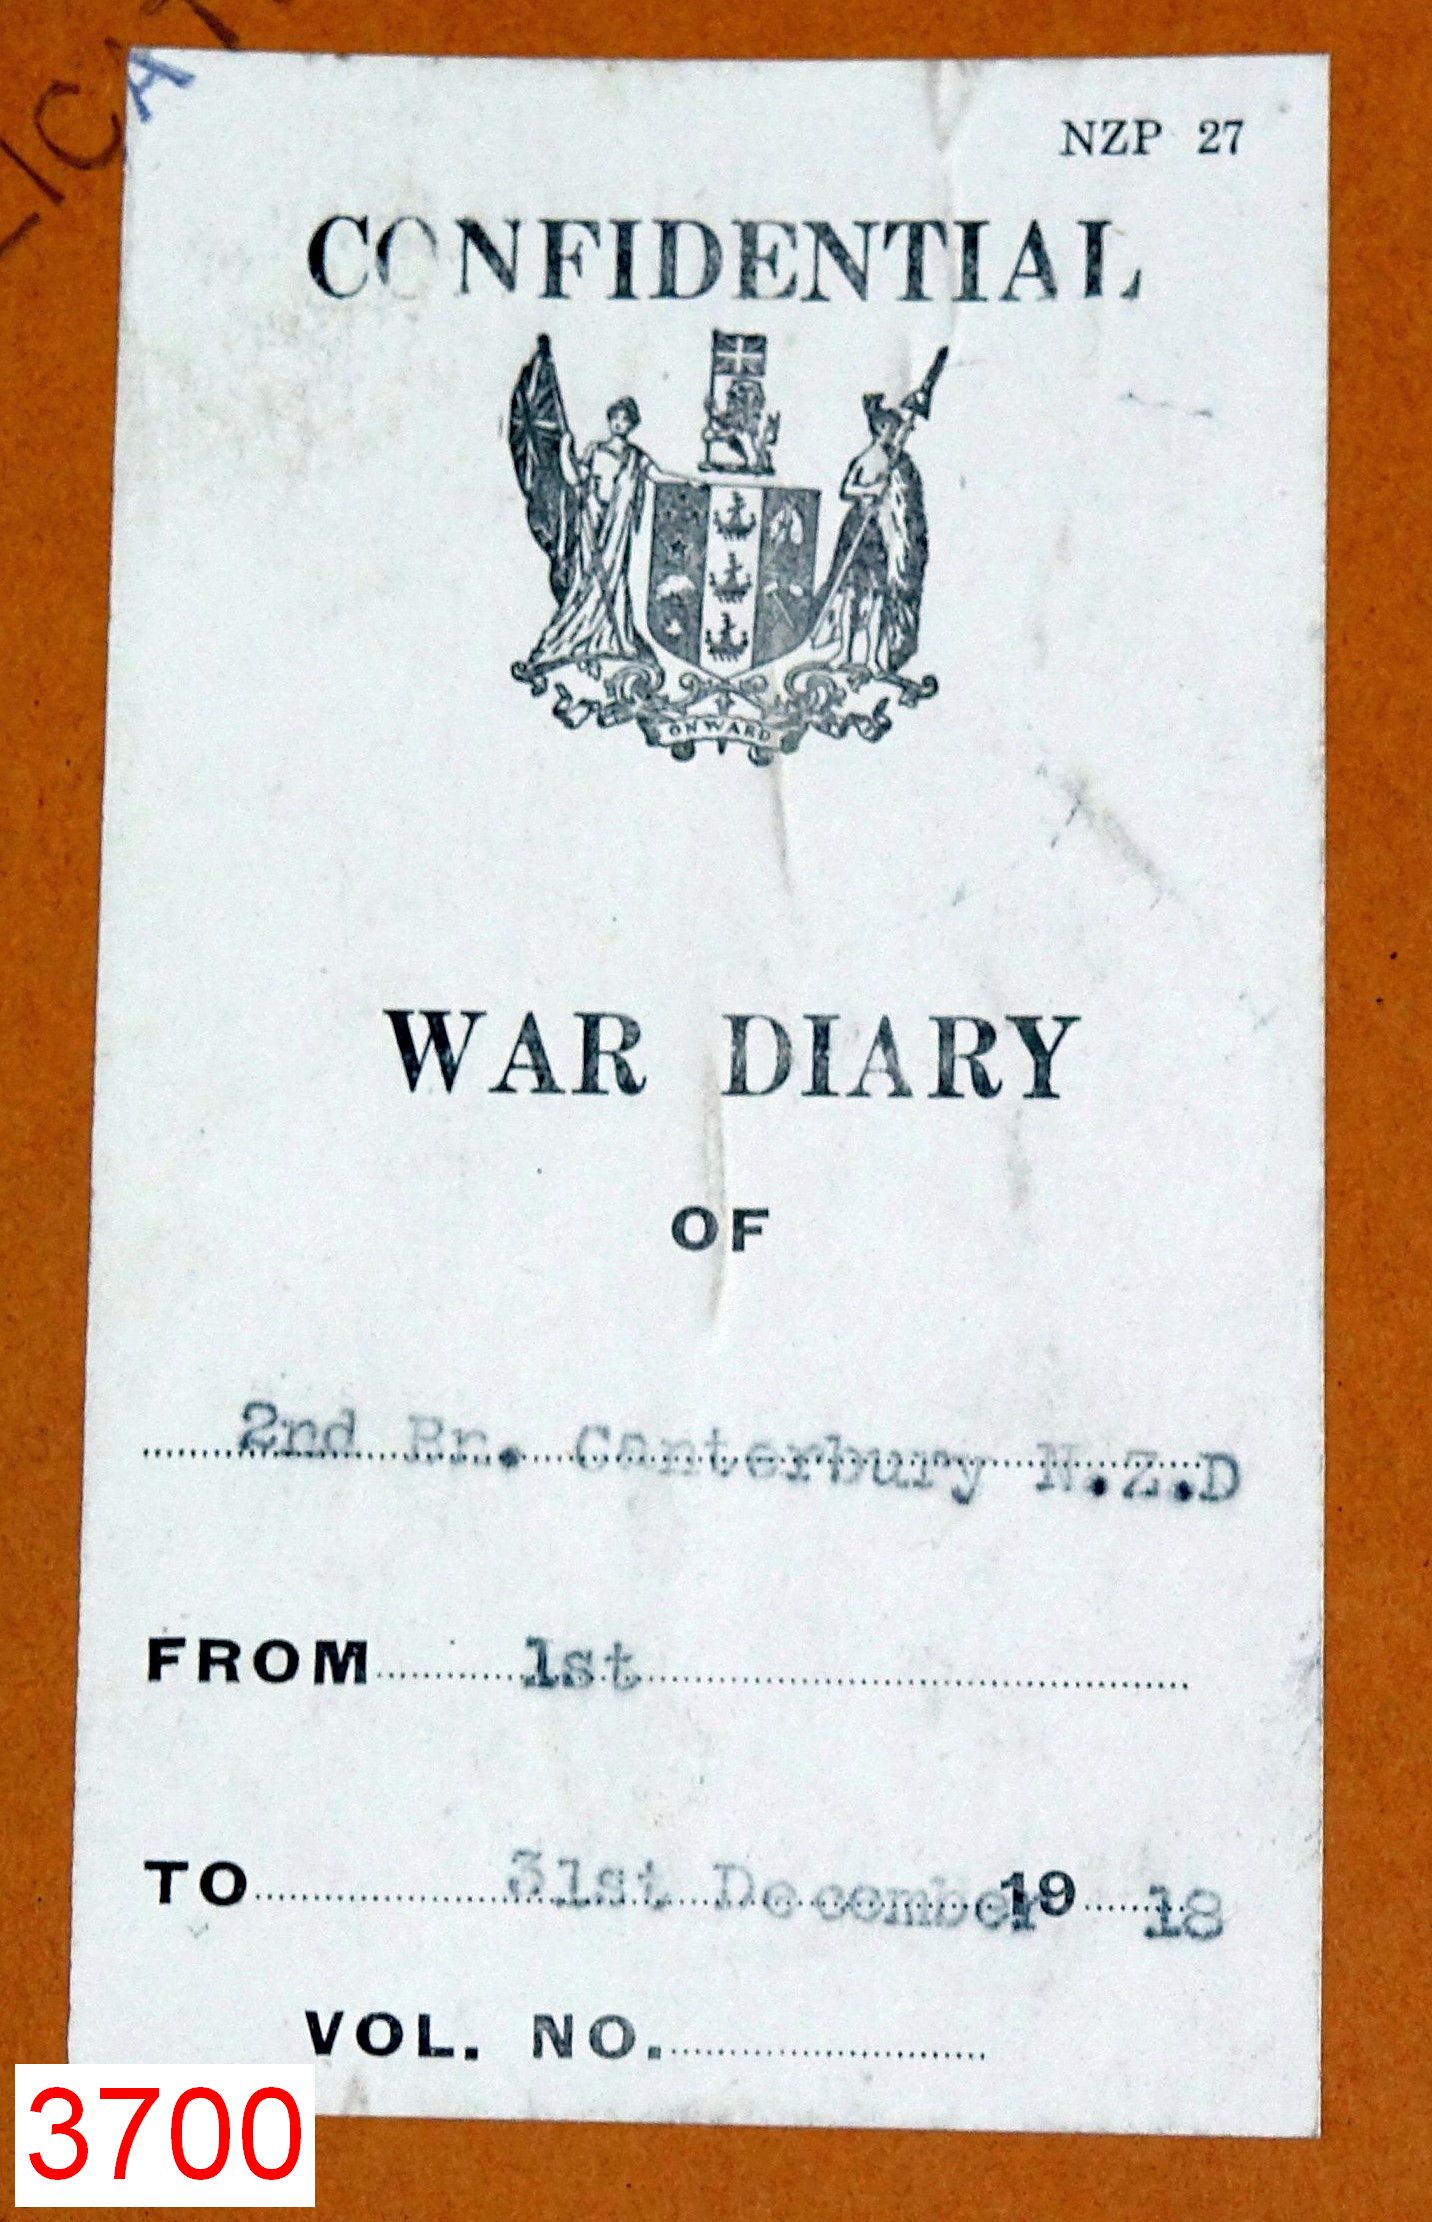 NZP 27
CONFIDENTIAL
ONWARD
WAR DIARY
OF
2nd Bn. Canterbury N.Z.D
FROM 1st
TO 31st December 19 18
VOL. NO.
3700